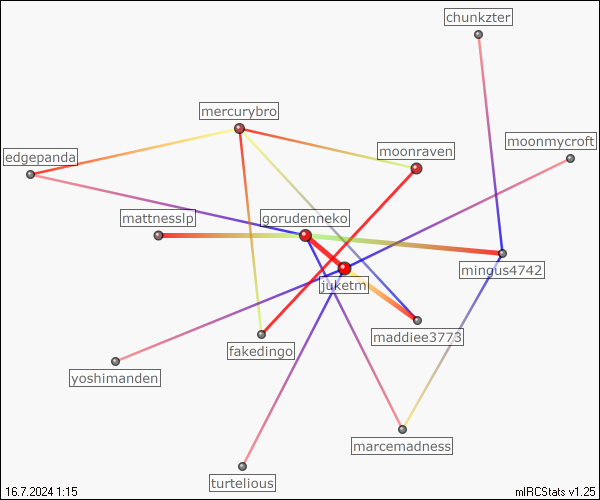 chunkzter
mercurybro
moonmycroft
moonraven
edgepanda
mattnesslp
gorudenneko
mingus4742
juketm
maddiee3773
fakedingo
yoshimanden
marcemadness
turtelious
16.7.2024 1:15
mIRCStats v1.25